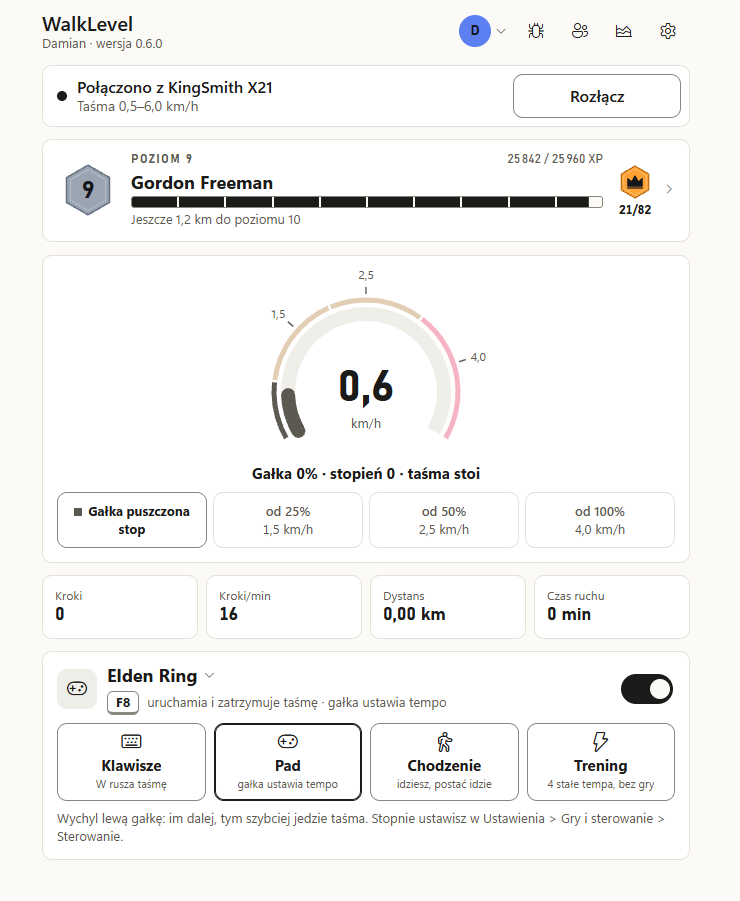 WalkLevel
Damian · wersja 0.6.0
D
Połączono z KingSmith X21
Taśma 0,5–6,0 km/h
Rozłącz
9
POZIOM 9
25 842 / 25 960 XP
Gordon Freeman
Jeszcze 1,2 km do poziomu 10
21/82
2,5
1,5
4,0
0,6
km/h
Gałka 0% · stopień 0 · taśma stoi
Gałka puszczona
stop
od 25%
1,5 km/h
od 50%
2,5 km/h
od 100%
4,0 km/h
Kroki
0
Kroki/min
16
Dystans
0,00 km
Czas ruchu
0 min
Elden Ring
F8 uruchamia i zatrzymuje taśmę · gałka ustawia tempo
Klawisze
W rusza taśmę
Pad
gałka ustawia tempo
Chodzenie
idziesz, postać idzie
Trening
4 stałe tempa, bez gry
Wychyl lewą gałkę: im dalej, tym szybciej jedzie taśma. Stopnie ustawisz w Ustawienia > Gry i sterowanie >
Sterowanie.